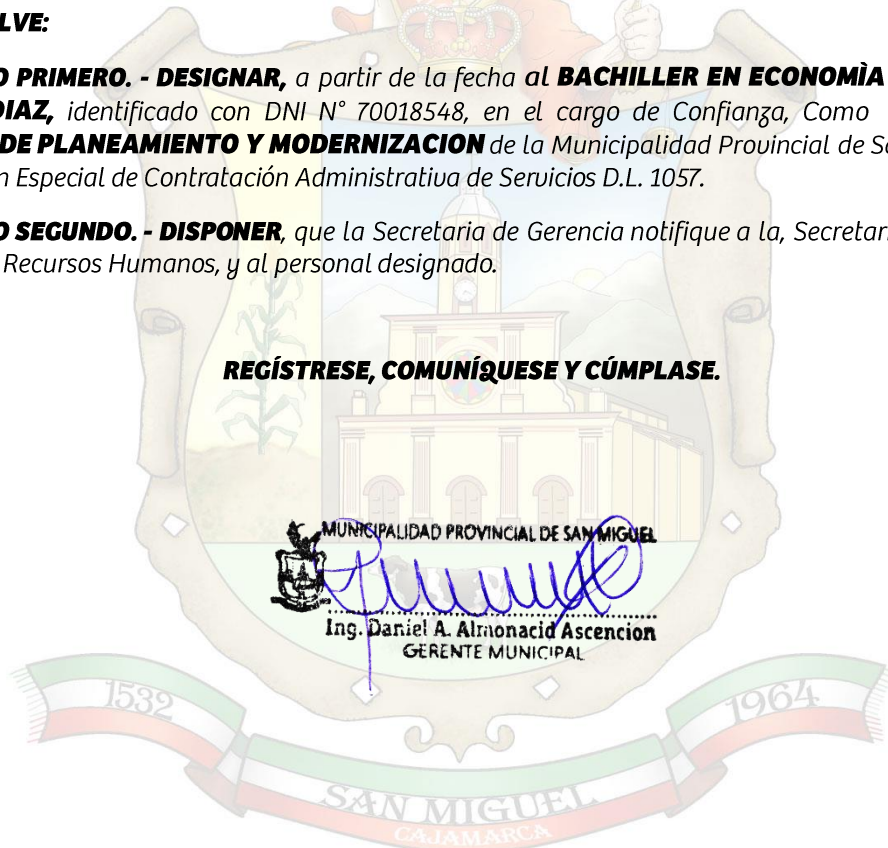 LVE:
O PRIMERO. - DESIGNAR, a partir de la fecha al BACHILLER EN ECONOMÌA
DIAZ, identificado con DNI N° 70018548, en el cargo de Confianza, Como
DE PLANEAMIENTO Y MODERNIZACION de la Municipalidad Provincial de Sa
n Especial de Contratación Administrativa de Servicios D.L. 1057.
O SEGUNDO. - DISPONER, que la Secretaria de Gerencia notifique a la, Secretar
Recursos Humanos, y al personal designado.
REGÍSTRESE, COMUNÍQUESE Y CÚMPLASE.
MUNICIPALIDAD PROVINCIAL DE SAN MIGUEL
Ing. Daniel A. Almonacid Ascencion
GERENTE MUNICIPAL
1532
1964
SAN MIGUEL
CAJAMARCA